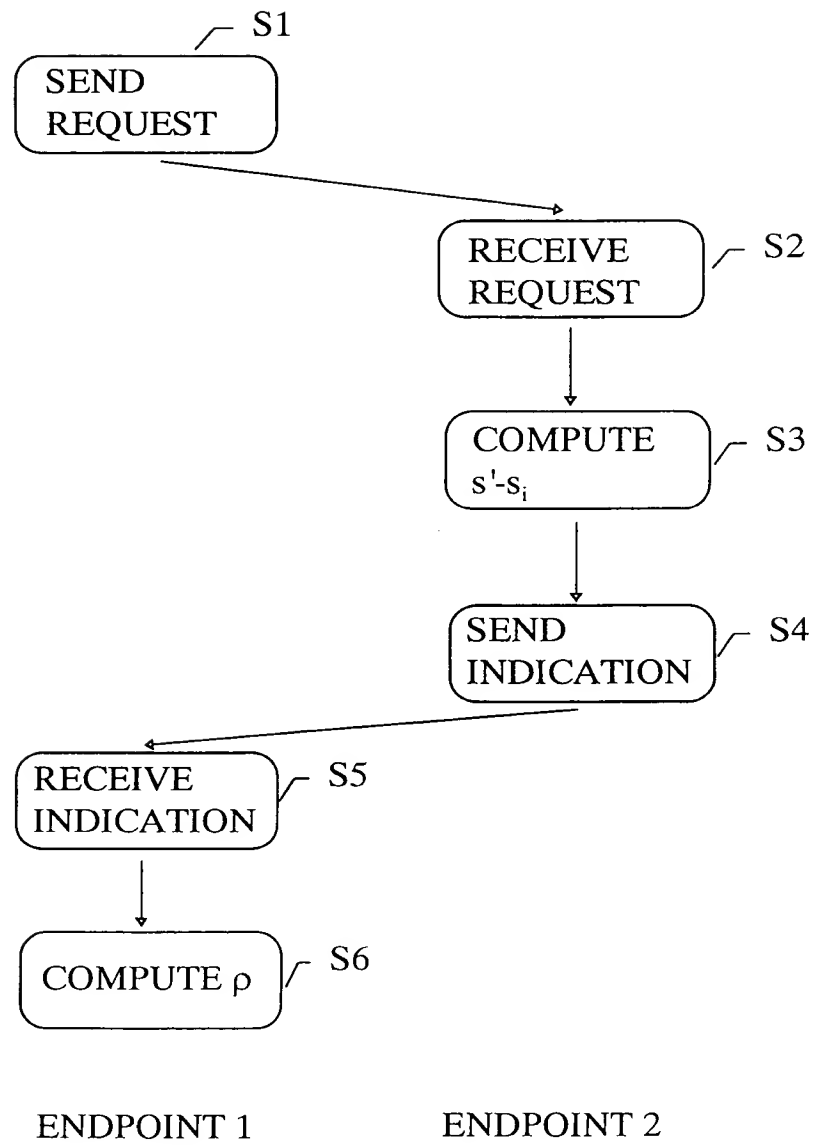 S1
SEND
REQUEST
RECEIVE
REQUEST
S2
COMPUTE
s'-sᵢ
S3
SEND
INDICATION
S4
RECEIVE
INDICATION
S5
COMPUTE ρ
S6
ENDPOINT 1
ENDPOINT 2